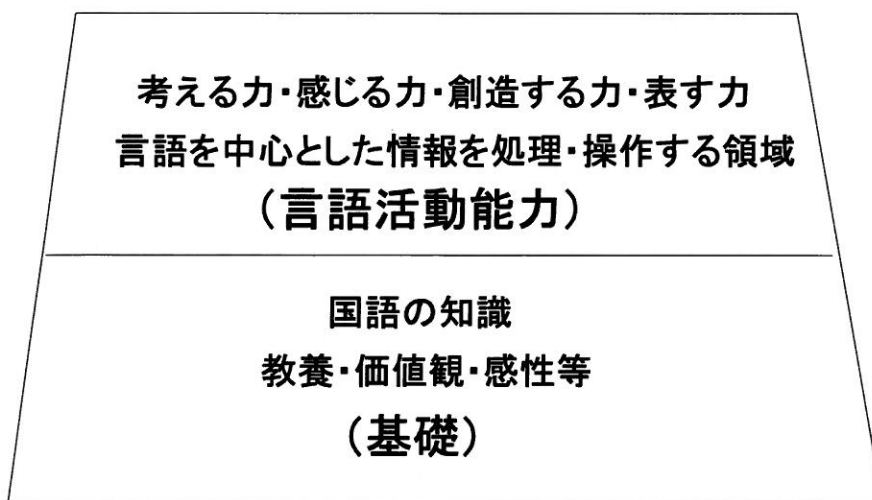 考える力・感じる力・創造する力・表す力
言語を中心とした情報を処理・操作する領域
（言語活動能力）
国語の知識
教養・価値観・感性等
（基礎）